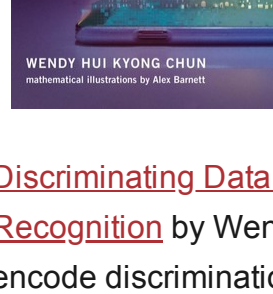 WENDY HUI KYONG CHUN
mathematical illustrations by Alex Barnett
Discriminating Data
Recognition by Wen
encode discriminatio